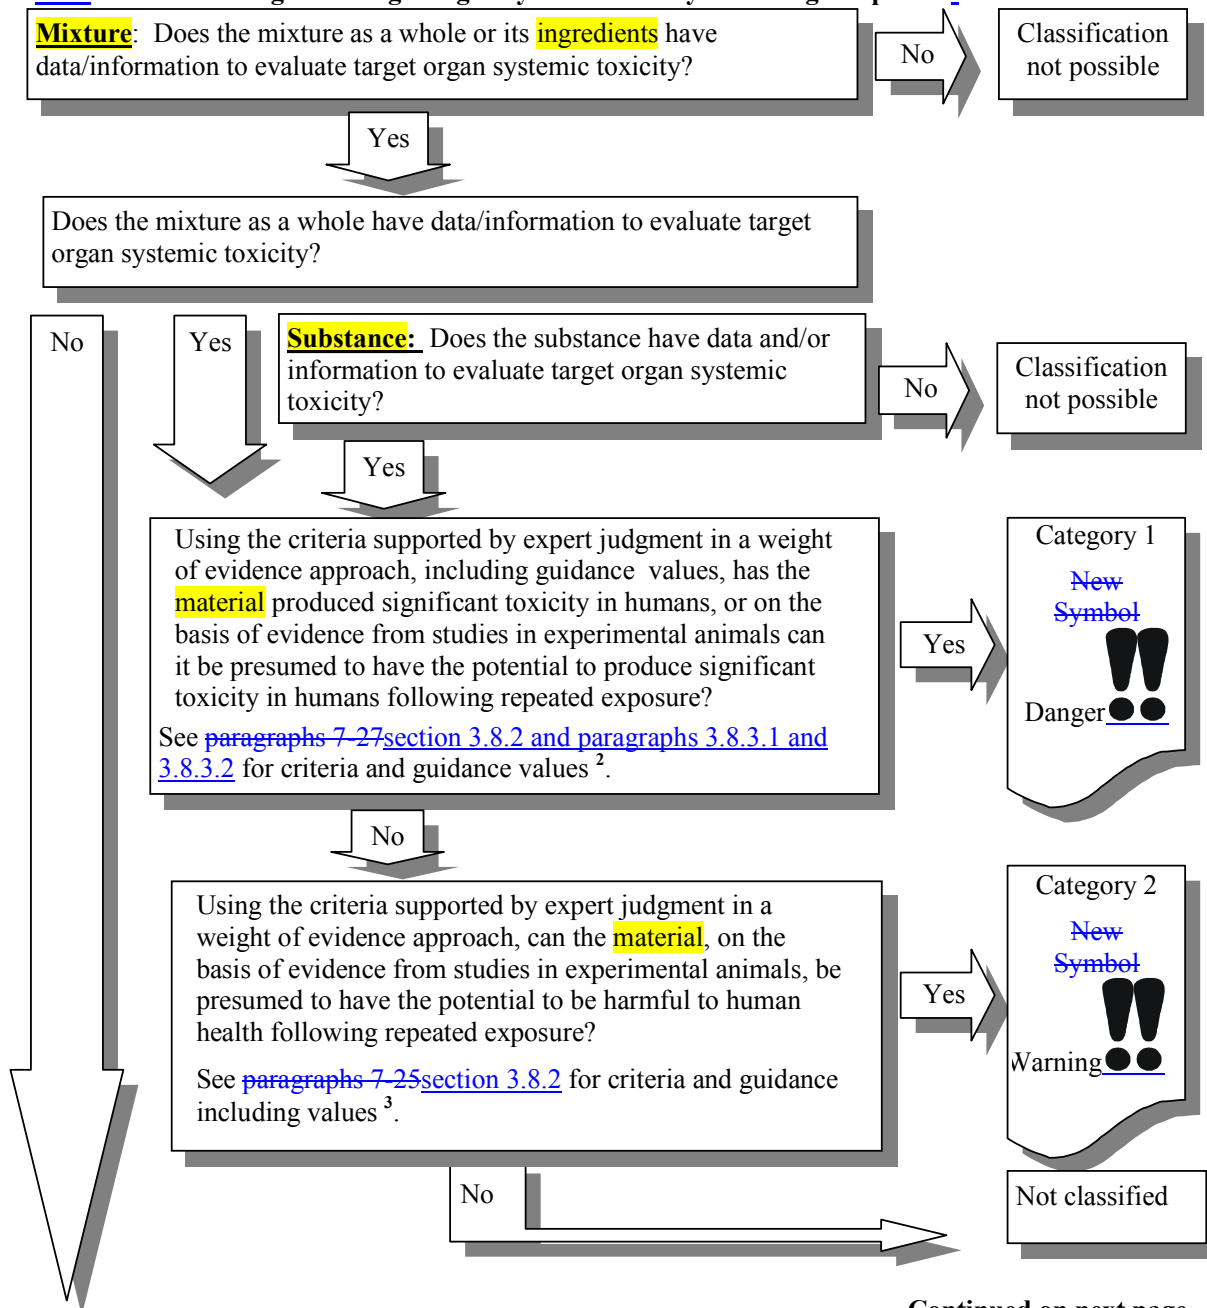 Mixture: Does the mixture as a whole or its ingredients have
data/information to evaluate target organ systemic toxicity?
No
Classification
not possible
Yes
Does the mixture as a whole have data/information to evaluate target
organ systemic toxicity?
No
Yes
Substance: Does the substance have data and/or
information to evaluate target organ systemic
toxicity?
No
Classification
not possible
Yes
Using the criteria supported by expert judgment in a weight
of evidence approach, including guidance values, has the
material produced significant toxicity in humans, or on the
basis of evidence from studies in experimental animals can
it be presumed to have the potential to produce significant
toxicity in humans following repeated exposure?
See paragraphs 7-27section 3.8.2 and paragraphs 3.8.3.1 and
3.8.3.2 for criteria and guidance values 2.
Yes
Category 1
New
Symbol
Danger!!
No
Using the criteria supported by expert judgment in a
weight of evidence approach, can the material, on the
basis of evidence from studies in experimental animals, be
presumed to have the potential to be harmful to human
health following repeated exposure?
See paragraphs 7-25section 3.8.2 for criteria and guidance
including values 3.
Yes
Category 2
New
Symbol
Warning!!
No
Not classified
Continued on next page